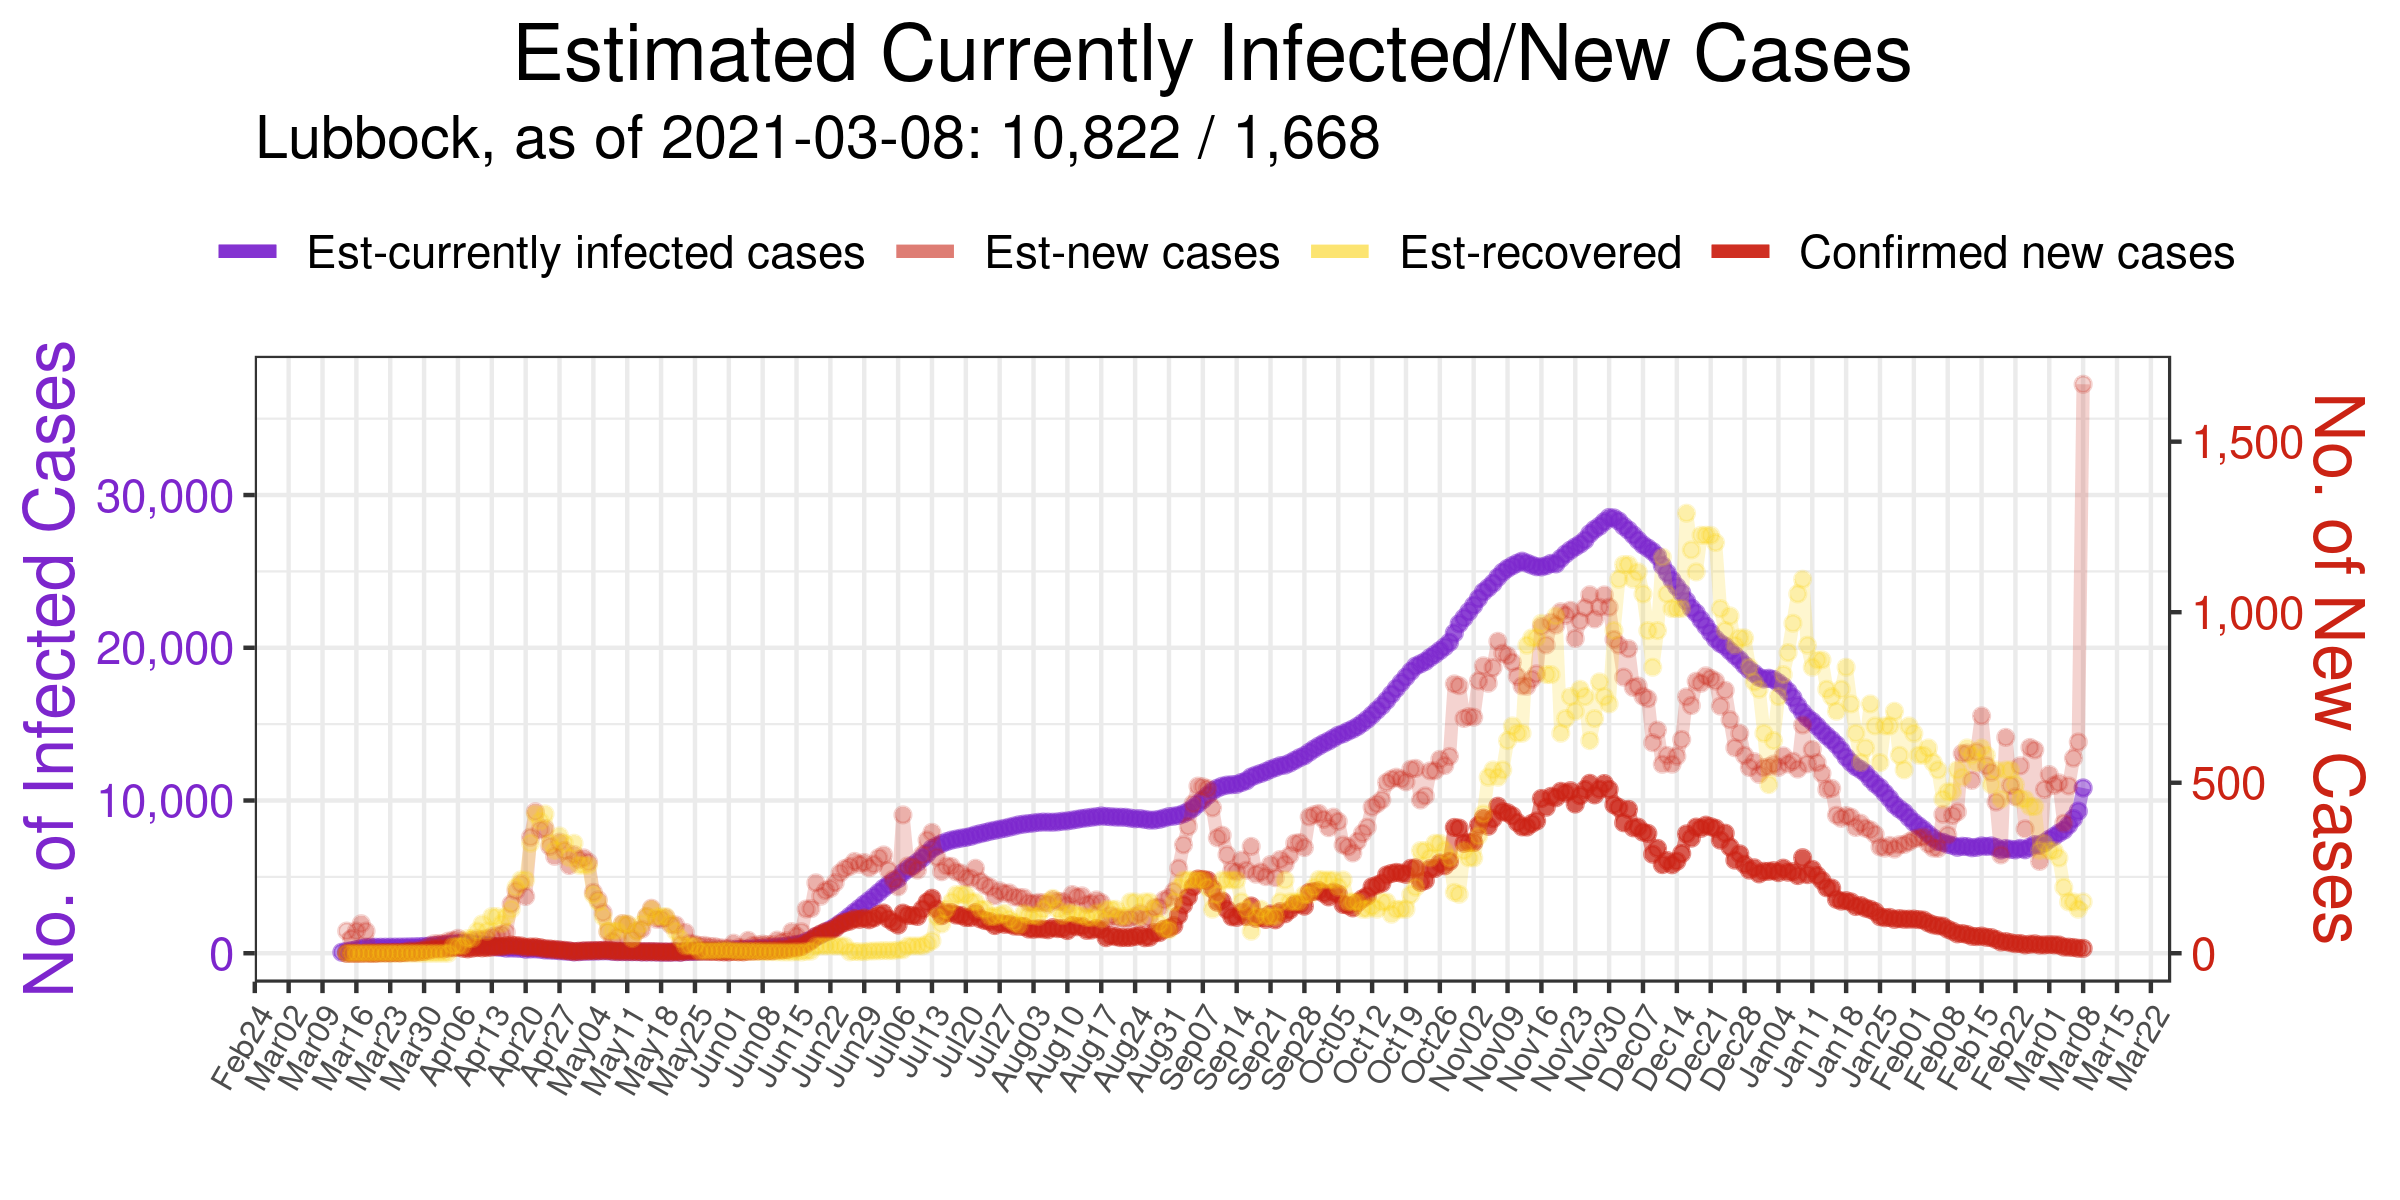 Estimated Currently Infected/New Cases
Lubbock, as of 2021-03-08: 10,822 / 1,668
Est-currently infected cases Est-new cases Est-recovered Confirmed new cases
No. of Infected Cases
30,000
20,000
10,000
0
1,500
1,000
500
0
No. of New Cases
Feb24 Mar02 Mar09 Mar16 Mar23 Mar30 Apr06 Apr13 Apr20 Apr27 May04 May11 May18 May25 Jun01 Jun08 Jun15 Jun22 Jun29 Jul06 Jul13 Jul20 Jul27 Aug03 Aug10 Aug17 Aug24 Aug31 Sep07 Sep14 Sep21 Sep28 Oct05 Oct12 Oct19 Oct26 Nov02 Nov09 Nov16 Nov23 Nov30 Dec07 Dec14 Dec21 Dec28 Jan04 Jan11 Jan18 Jan25 Feb01 Feb08 Feb15 Feb22 Mar01 Mar08 Mar15 Mar22